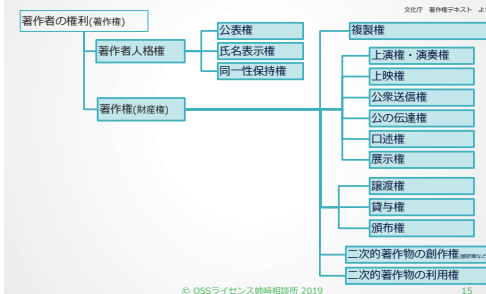 文化庁 著作権テキスト よ
著作者の権利(著作権)
著作者人格権
公表権
氏名表示権
同一性保持権
著作権(財産権)
複製権
上演権・演奏権
上映権
公衆送信権
公の伝達権
口述権
展示権
譲渡権
貸与権
頒布権
二次的著作物の創作権
二次的著作物の利用権
© OSSライセンス姉崎相談所 2019
15